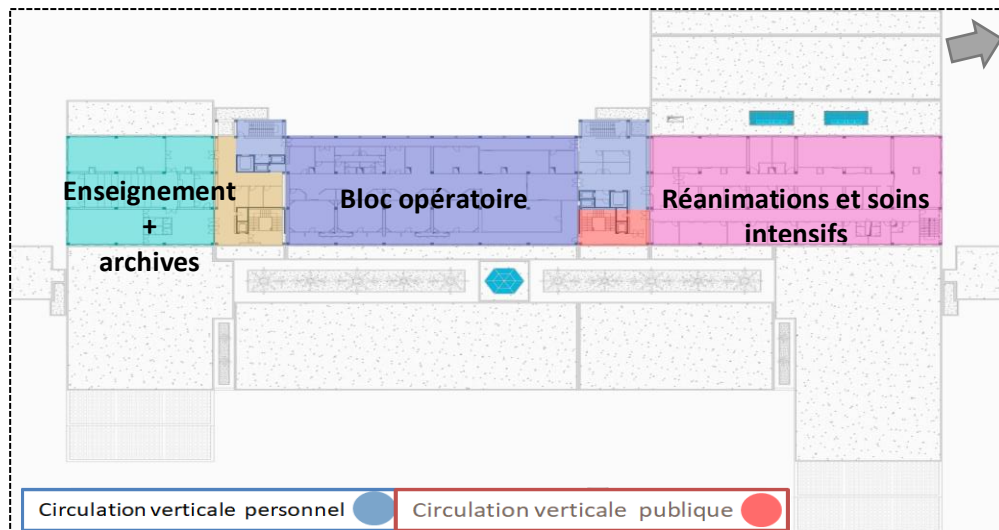 Enseignement
+
archives
Bloc opératoire
Réanimations et soins
intensifs
Circulation verticale personnel
Circulation verticale publique